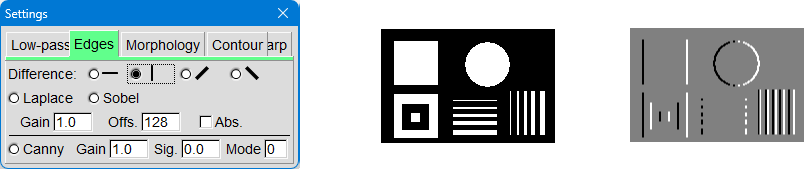 Settings
Low-pass Edges Morphology Contour arp
Difference:
Laplace Sobel
Gain 1.0 Offs. 128 Abs.
Canny Gain 1.0 Sig. 0.0 Mode 0